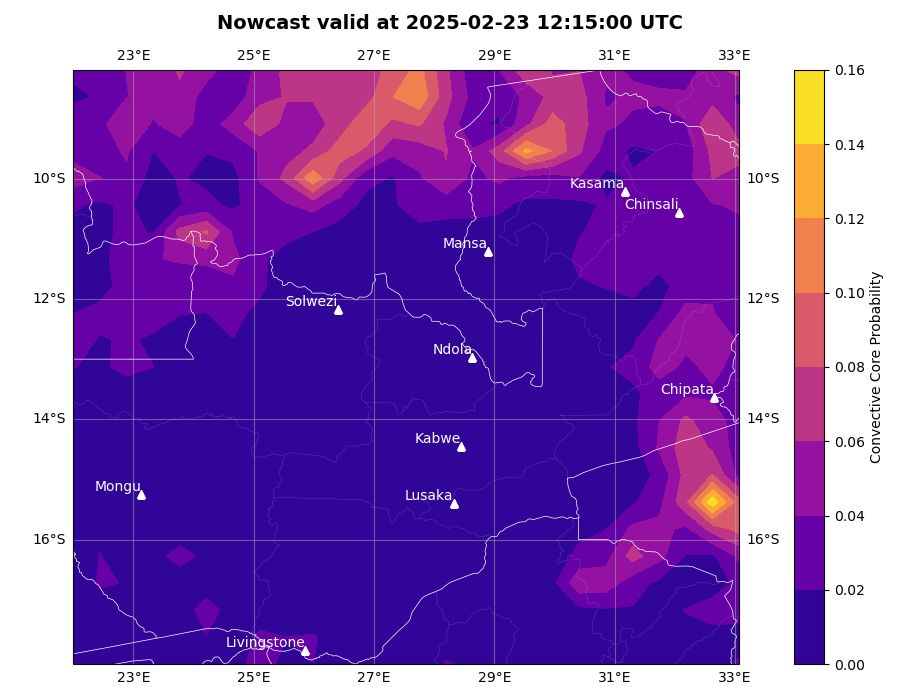 Nowcast valid at 2025-02-23 12:15:00 UTC
23°E 25°E 27°E 29°E 31°E 33°E
0.16
0.14
10°S Kasama 10°S
Chinsali
0.12
Mansa
12°S Solwezi 12°S
0.10
Ndola
0.08
Chipata
14°S 14°S
Kabwe
0.06
Mongu
Lusaka
0.04
16°S 16°S
0.02
Livingstone
0.00
23°E 25°E 27°E 29°E 31°E 33°E
Convective Core Probability